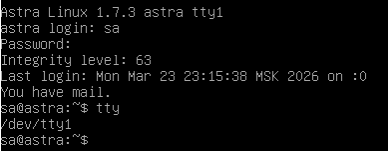 Astra Linux 1.7.3 astra tty1
astra login: sa
Password:
Integrity level: 63
Last login: Mon Mar 23 23:15:38 MSK 2026 on :0
You have mail.
sa@astra:~$ tty
/dev/tty1
sa@astra:~$